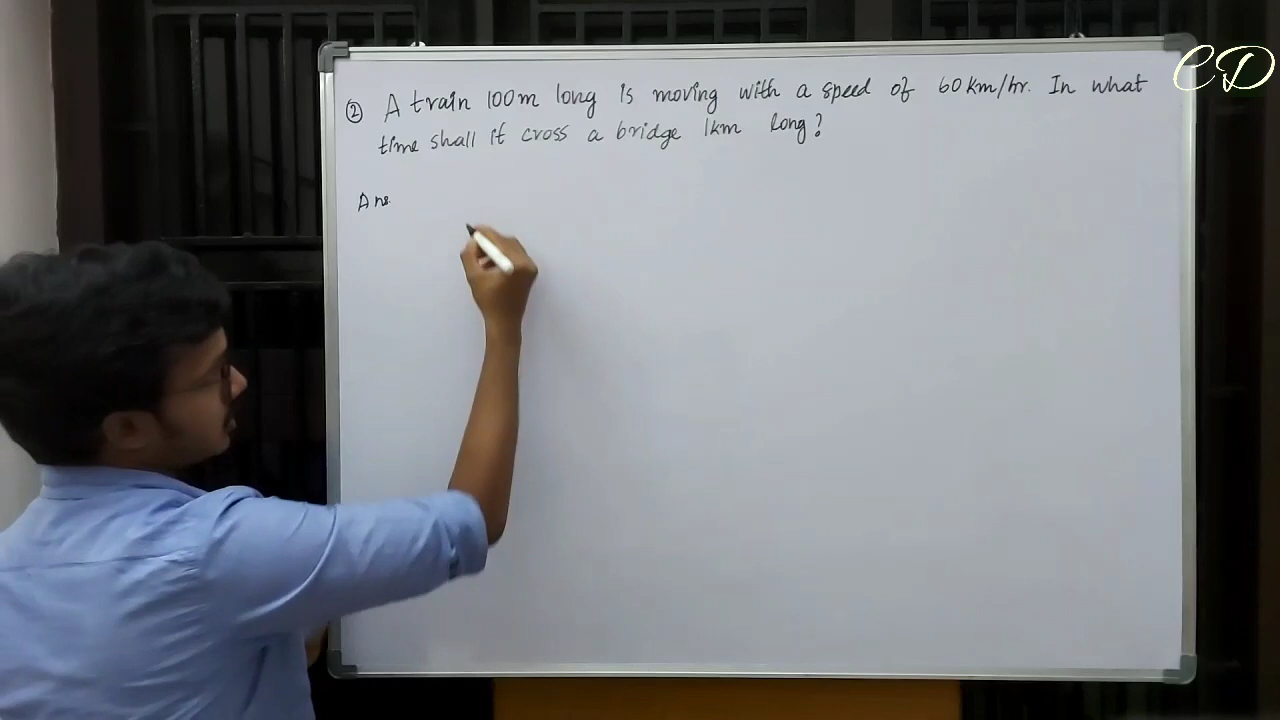 CD
② A train 100m long is moving with a speed of 60km/hr. In what
time shall it cross a bridge 1km long?
Ans.